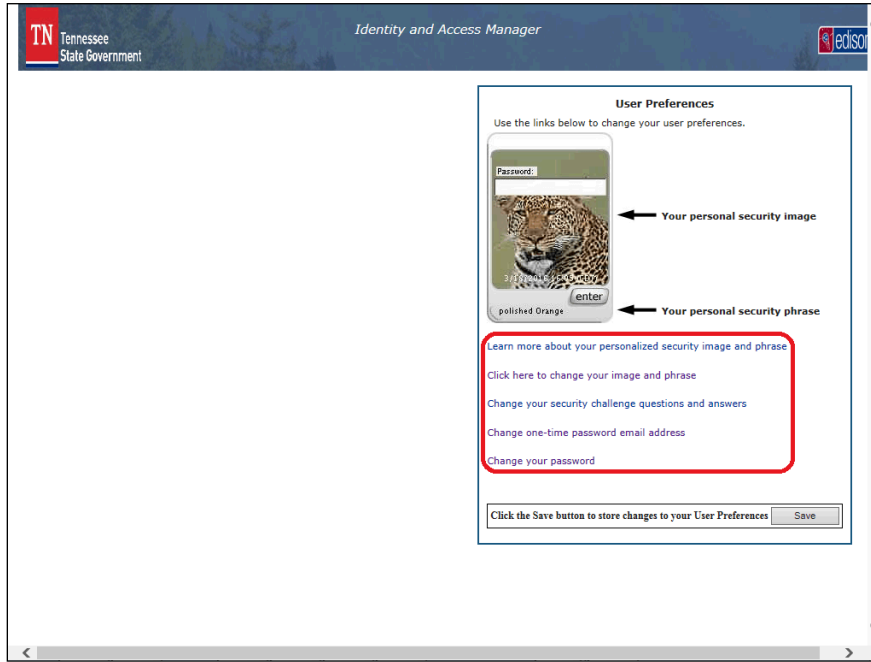 TN Tennessee
State Government
Identity and Access Manager
edison
User Preferences
Use the links below to change your user preferences.
Password:
Your personal security image
enter
polished Orange
Your personal security phrase
Learn more about your personalized security image and phrase
Click here to change your image and phrase
Change your security challenge questions and answers
Change one-time password email address
Change your password
Click the Save button to store changes to your User Preferences Save